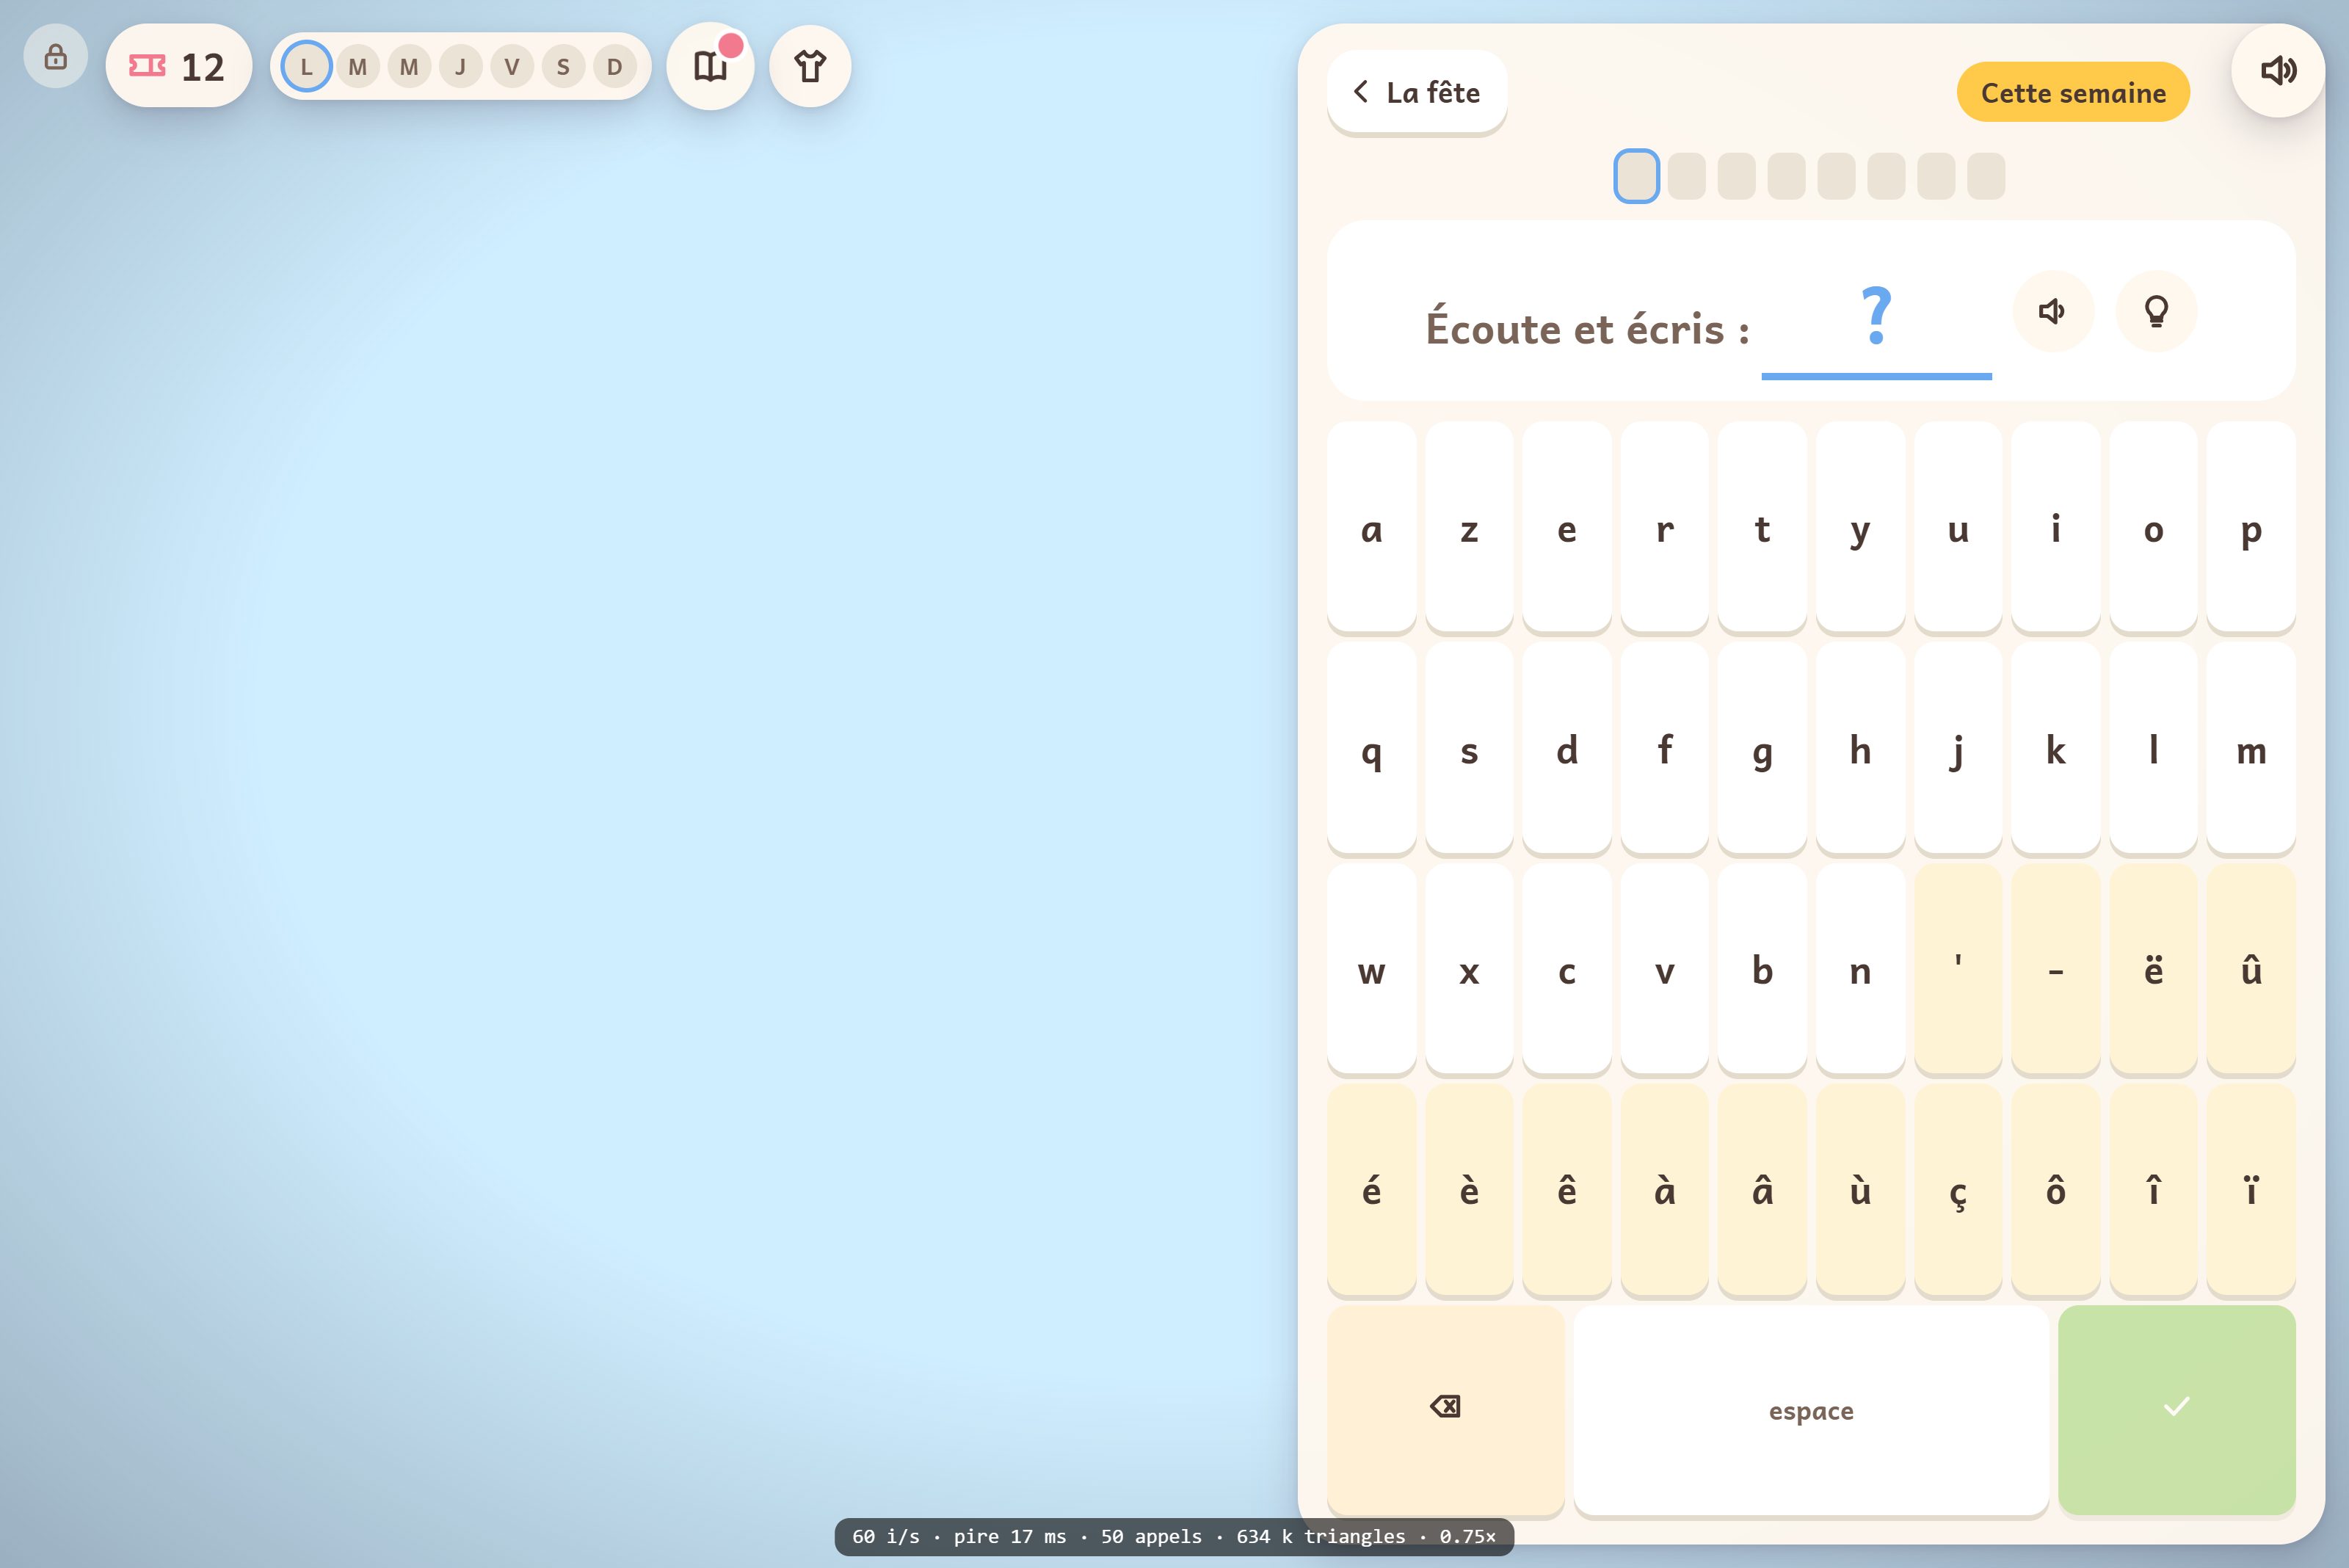 12
L M M J V S D
La fête
Cette semaine
Écoute et écris : ?
a z e r t y u i o p
q s d f g h j k l m
w x c v b n ' - ë û
é è ê à â ù ç ô î ï
espace
60 i/s · pire 17 ms · 50 appels · 634 k triangles · 0.75×